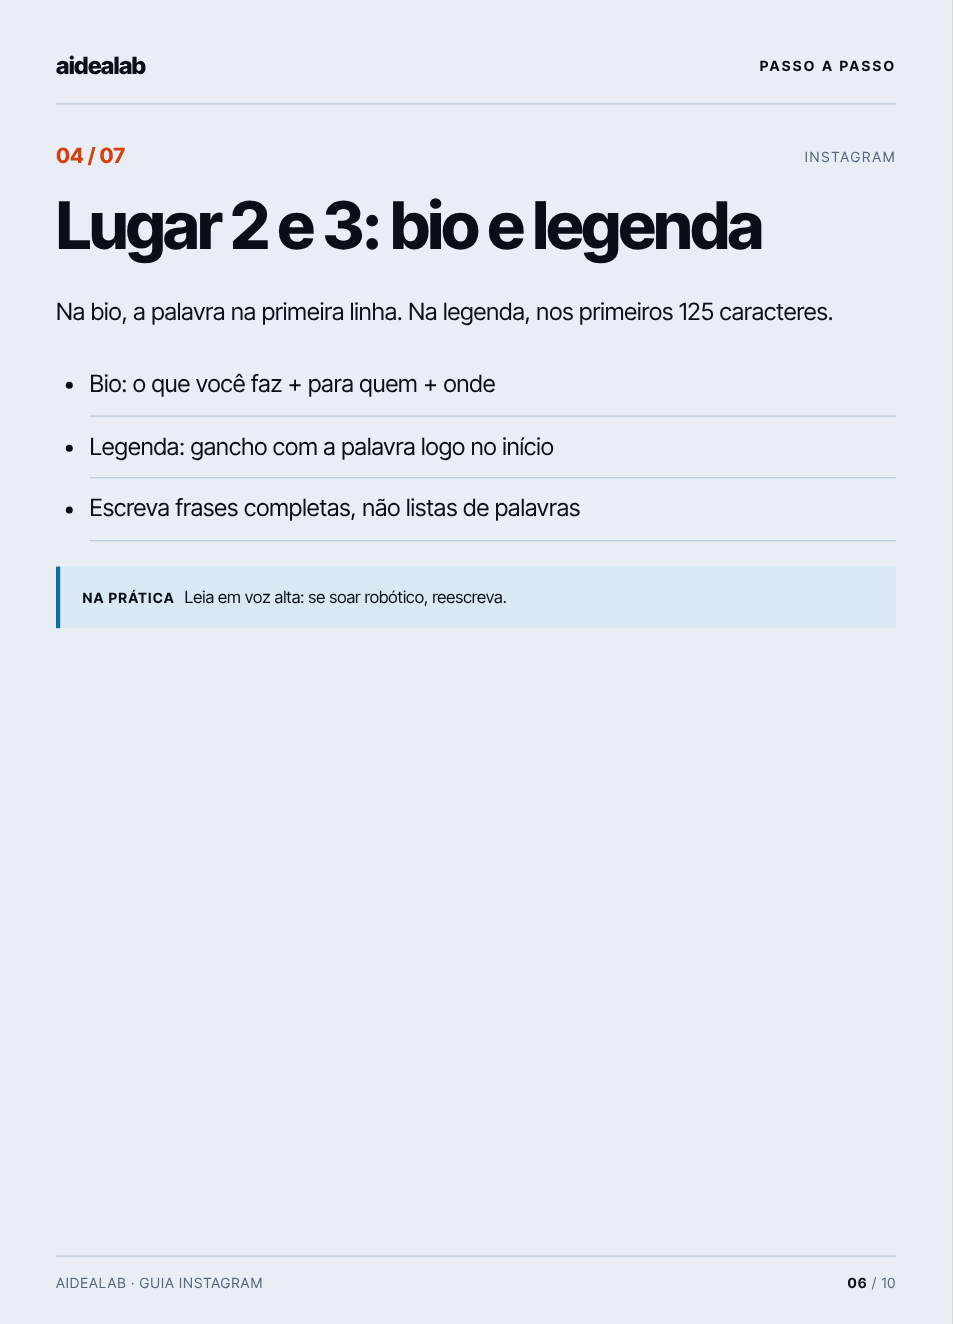 aidealab
PASSO A PASSO
04 / 07
INSTAGRAM
Lugar 2 e 3: bio e legenda
Na bio, a palavra na primeira linha. Na legenda, nos primeiros 125 caracteres.
• Bio: o que você faz + para quem + onde
• Legenda: gancho com a palavra logo no início
• Escreva frases completas, não listas de palavras
NA PRÁTICA Leia em voz alta: se soar robótico, reescreva.
AIDEALAB · GUIA INSTAGRAM
06 / 10